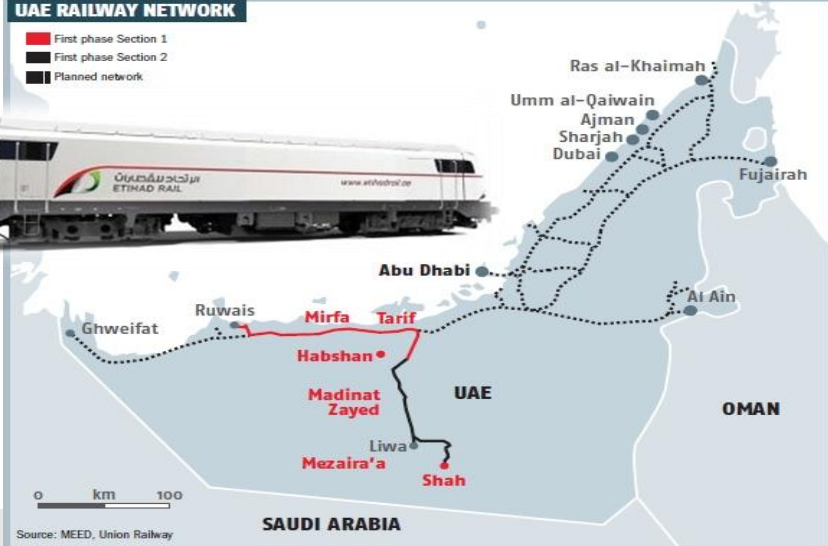 UAE RAILWAY NETWORK
First phase Section 1
First phase Section 2
Planned network
Ras al-Khaimah
Umm al-Qaiwain
Ajman
Sharjah
Dubai
Fujairah
الإتحاد للقطارات
ETIHAD RAIL
www.etihadrail.ae
Abu Dhabi
Al Ain
Ruwais
Mirfa
Tarif
Ghweifat
Habshan
UAE
Madinat
Zayed
OMAN
Liwa
Mezaira'a
Shah
0 km 100
SAUDI ARABIA
Source: MEED, Union Railway